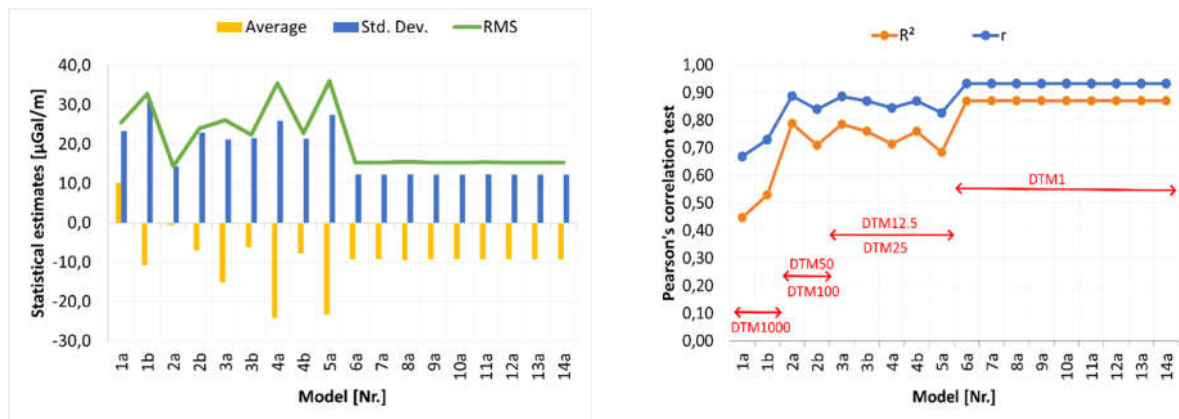 Average Std. Dev. RMS
Statistical estimates [µGal/m]
40,0
30,0
20,0
10,0
0,0
-10,0
-20,0
-30,0
1a 1b 2a 2b 3a 3b 4a 4b 5a 6a 7a 8a 9a 10a 11a 12a 13a 14a
Model [Nr.]
R² r
Pearson's correlation test
1,00
0,90
0,80
0,70
0,60
0,50
0,40
0,30
0,20
0,10
0,00
DTM1
DTM12.5
DTM25
DTM50
DTM100
DTM1000
1a 1b 2a 2b 3a 3b 4a 4b 5a 6a 7a 8a 9a 10a 11a 12a 13a 14a
Model [Nr.]